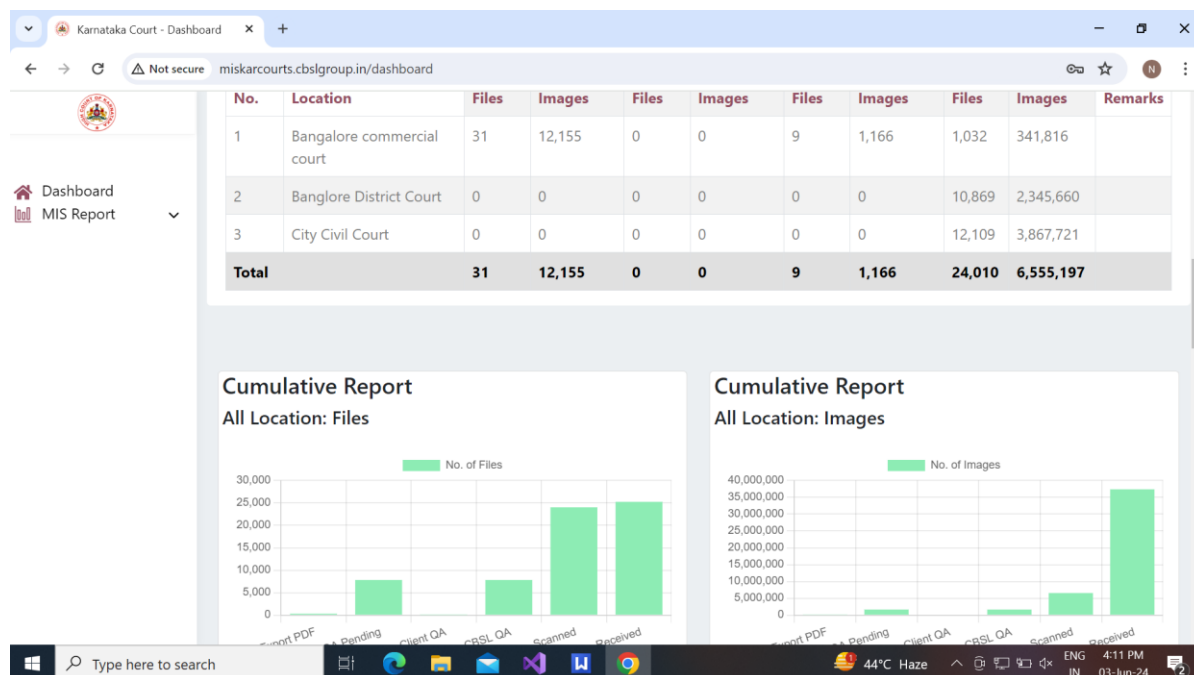 Karnataka Court - Dashboard
Not secure miskarcourts.cbslgroup.in/dashboard N
No. Location Files Images Files Images Files Images Files Images Remarks
1 Bangalore commercial court 31 12,155 0 0 9 1,166 1,032 341,816
2 Banglore District Court 0 0 0 0 0 0 10,869 2,345,660
3 City Civil Court 0 0 0 0 0 0 12,109 3,867,721
Total 31 12,155 0 0 9 1,166 24,010 6,555,197
Dashboard
MIS Report
Cumulative Report
All Location: Files
No. of Files
30,000
25,000
20,000
15,000
10,000
5,000
0
Pending Client QA CBSL QA Scanned Received
Cumulative Report
All Location: Images
No. of Images
40,000,000
35,000,000
30,000,000
25,000,000
20,000,000
15,000,000
10,000,000
5,000,000
0
Pending Client QA CBSL QA Scanned Received
Type here to search
44°C Haze
ENG
IN
4:11 PM
03-Jun-24
2